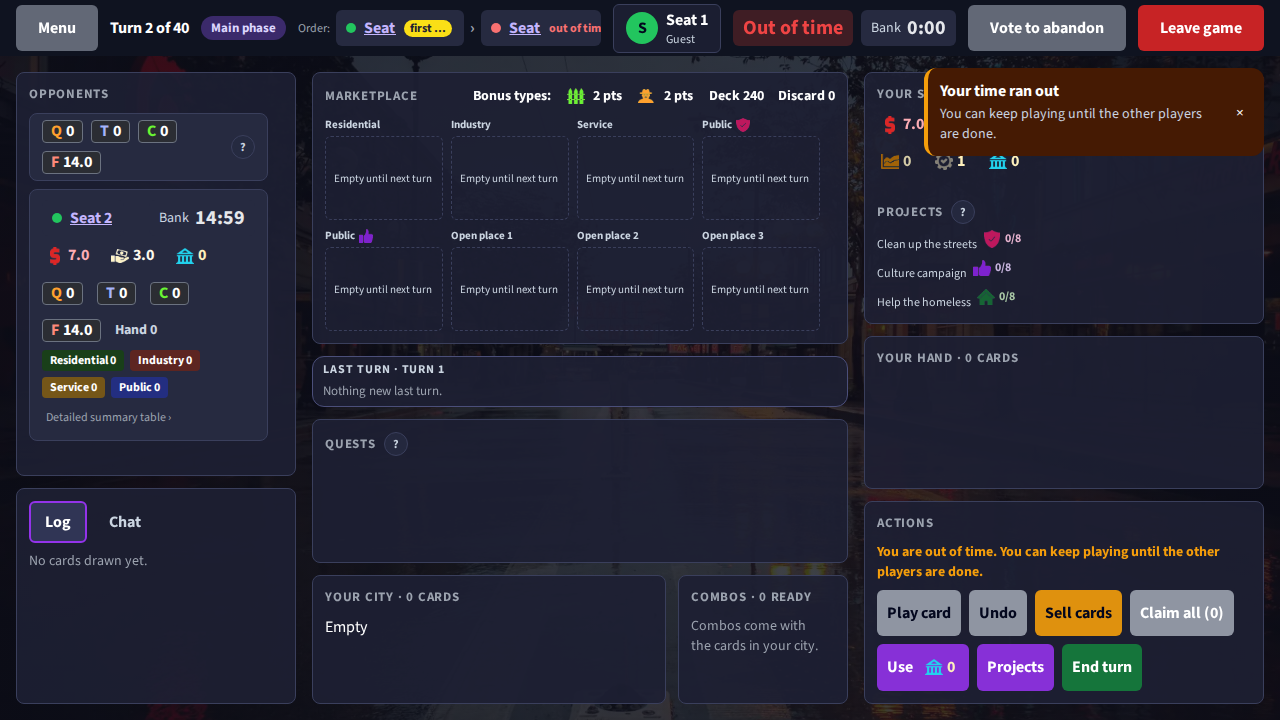 Menu
Turn 2 of 40
Main phase
Order:
Seat
first ...
›
Seat
out of tim
S
Seat 1
Guest
Out of time
Bank 0:00
Vote to abandon
Leave game
OPPONENTS
Q 0
T 0
C 0
?
F 14.0
Seat 2
Bank 14:59
7.0
3.0
0
Q 0
T 0
C 0
F 14.0
Hand 0
Residential 0
Industry 0
Service 0
Public 0
Detailed summary table ›
Log
Chat
No cards drawn yet.
MARKETPLACE
Bonus types:
2 pts
2 pts
Deck 240
Discard 0
Residential
Industry
Service
Public
Empty until next turn
Empty until next turn
Empty until next turn
Empty until next turn
Public
Open place 1
Open place 2
Open place 3
Empty until next turn
Empty until next turn
Empty until next turn
Empty until next turn
LAST TURN · TURN 1
Nothing new last turn.
QUESTS
?
YOUR CITY · 0 CARDS
Empty
COMBOS · 0 READY
Combos come with
the cards in your city.
YOUR S
7.0
Your time ran out
You can keep playing until the other players
are done.
×
0
1
0
PROJECTS
?
Clean up the streets
0/8
Culture campaign
0/8
Help the homeless
0/8
YOUR HAND · 0 CARDS
ACTIONS
You are out of time. You can keep playing until the other
players are done.
Play card
Undo
Sell cards
Claim all (0)
Use
0
Projects
End turn